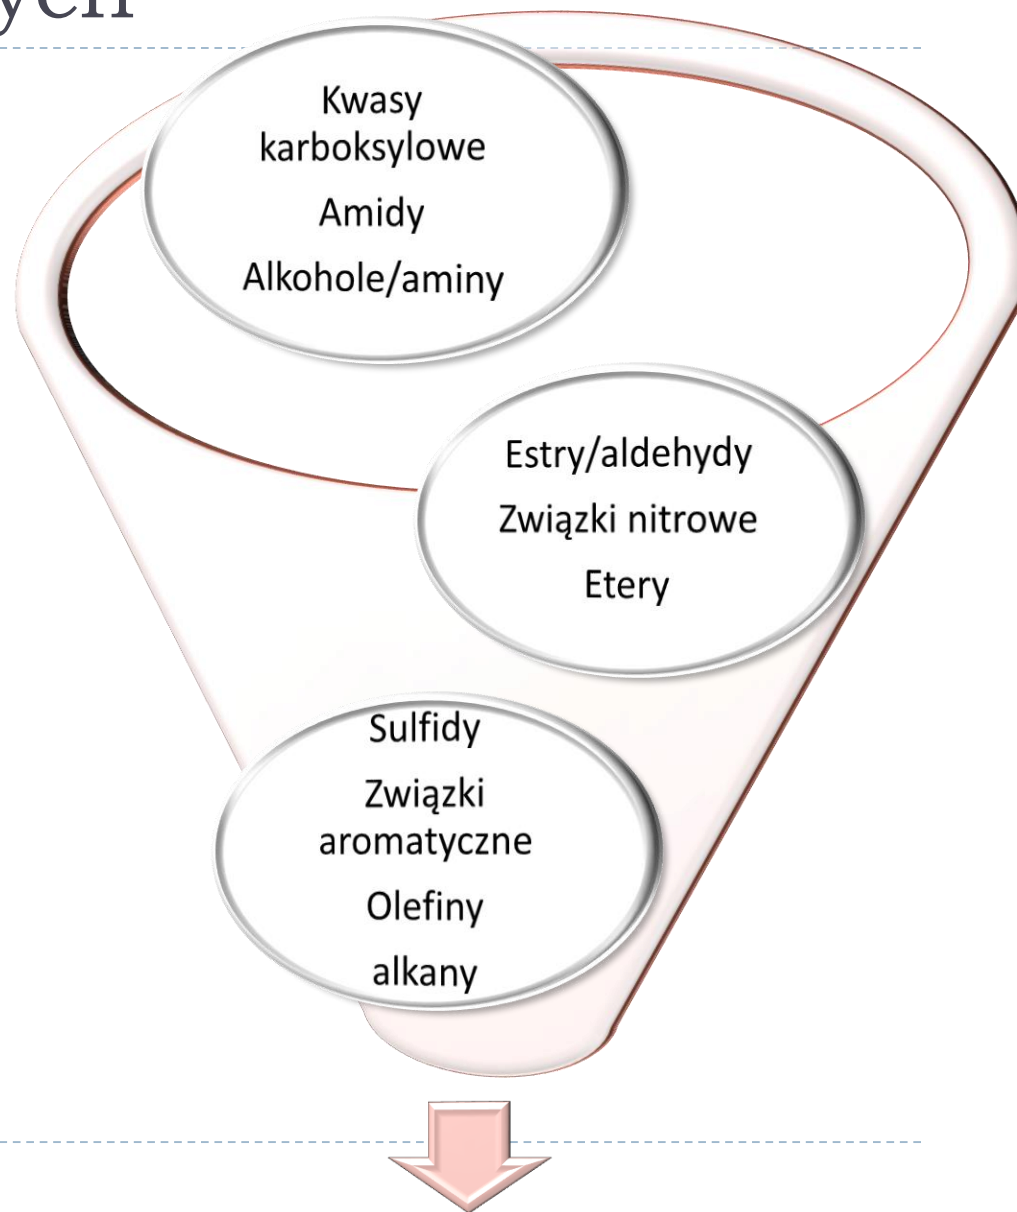 Kwasy
karboksylowe
Amidy
Alkohole/aminy
Estry/aldehydy
Związki nitrowe
Etery
Sulfidy
Związki
aromatyczne
Olefiny
alkany